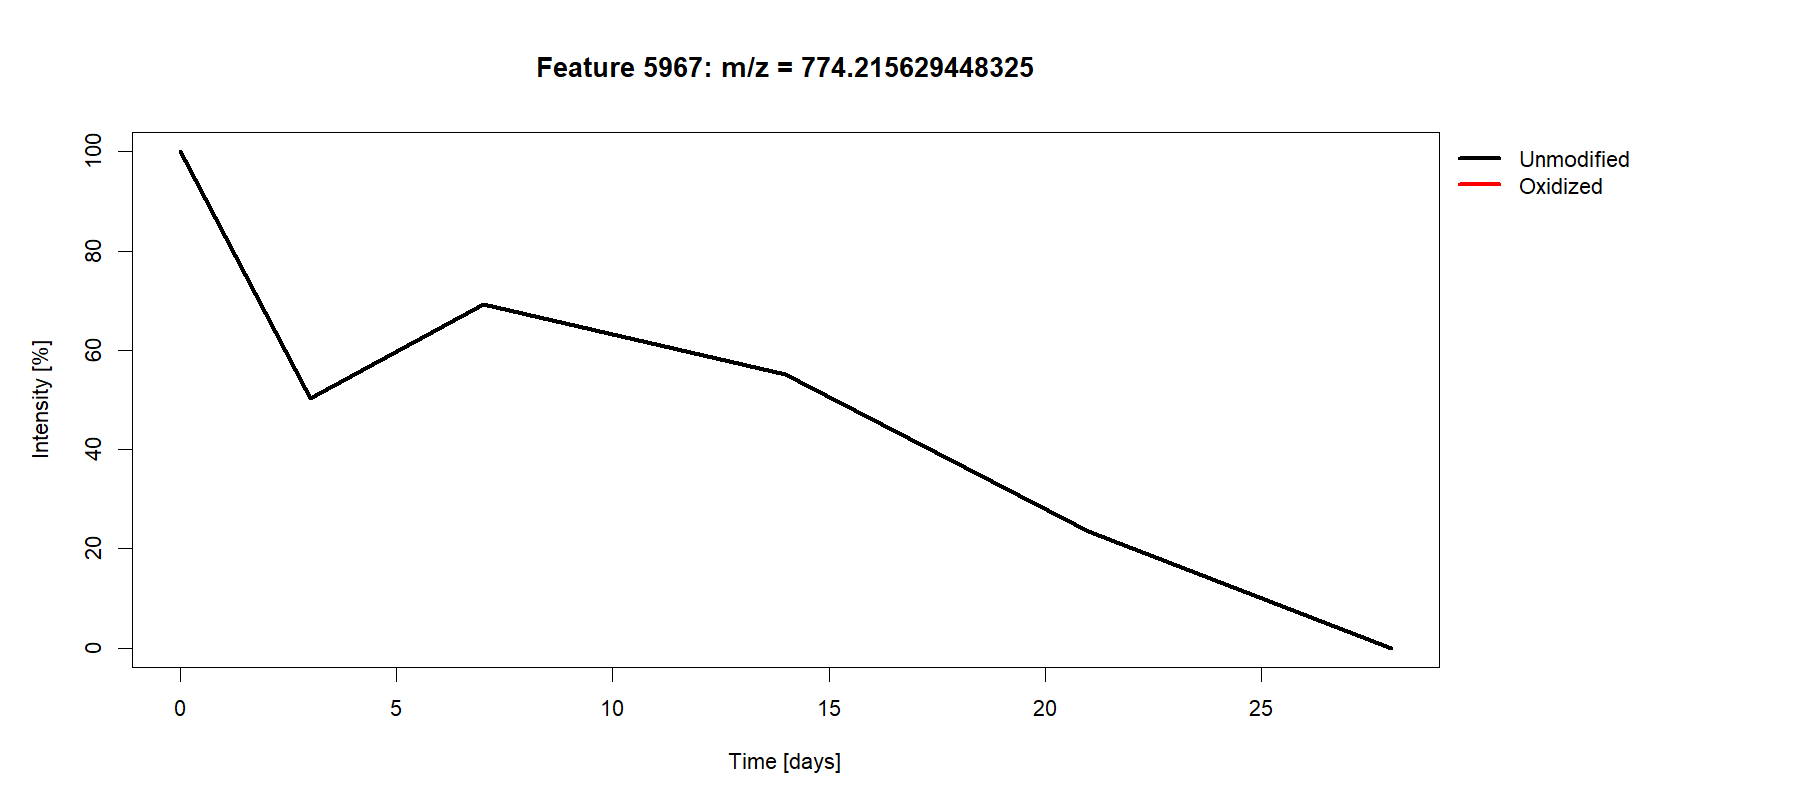 Feature 5967: m/z = 774.215629448325
Unmodified
Oxidized
Intensity [%]
100
80
60
40
20
0
0 5 10 15 20 25
Time [days]